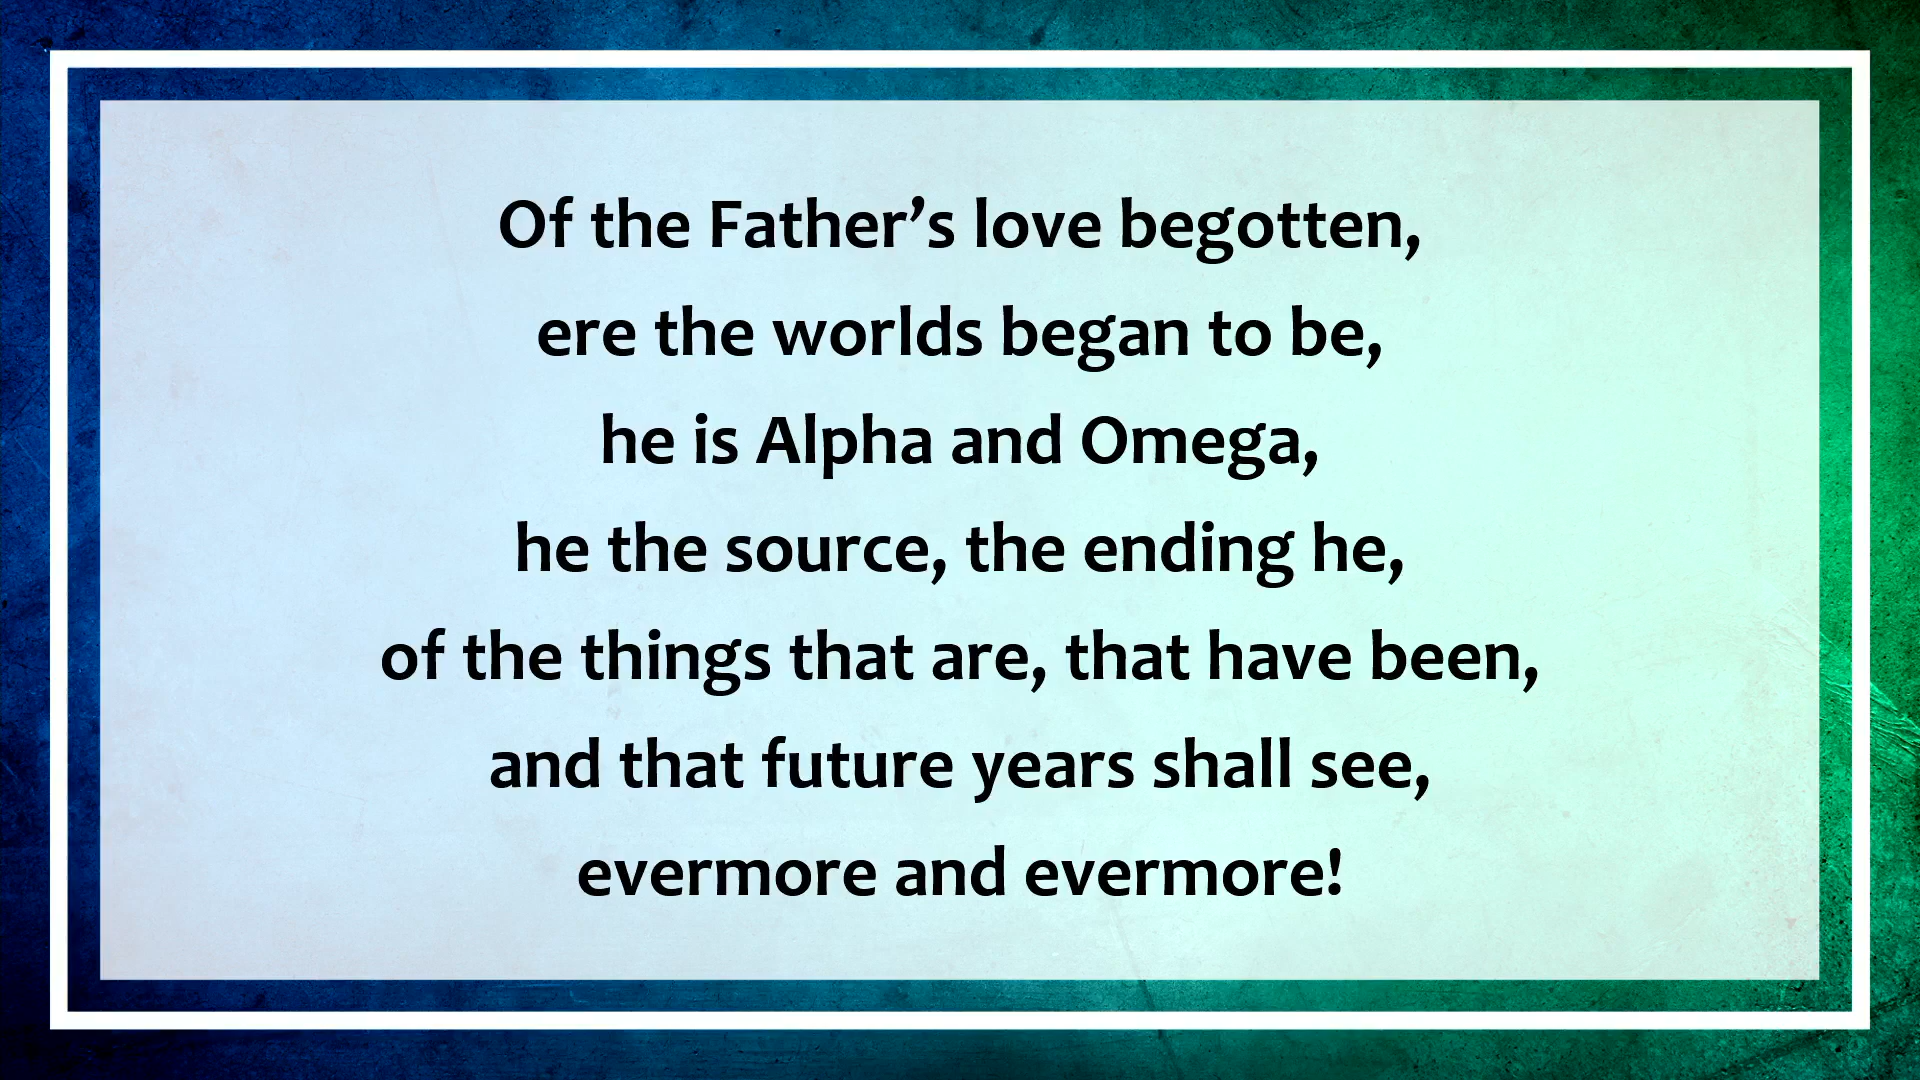 Of the Father’s love begotten,
ere the worlds began to be,
he is Alpha and Omega,
he the source, the ending he,
of the things that are, that have been,
and that future years shall see,
evermore and evermore!